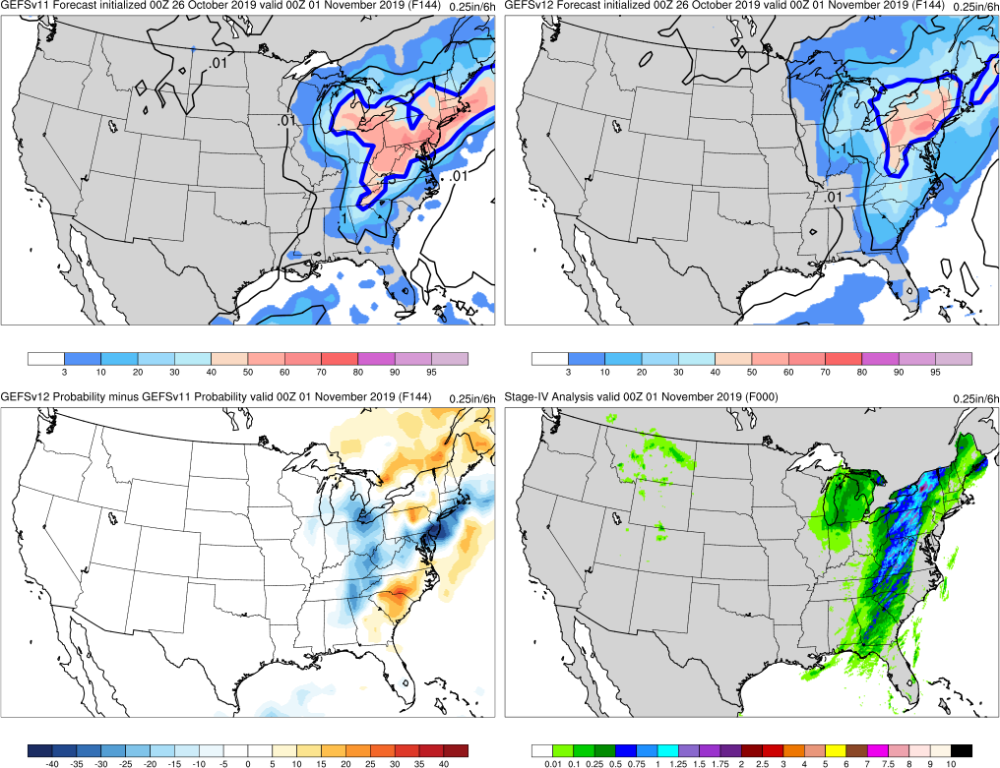 GEFSv11 Forecast initialized 00Z 26 October 2019 valid 00Z 01 November 2019 (F144) 0.25in/6h
GEFSv12 Forecast initialized 00Z 26 October 2019 valid 00Z 01 November 2019 (F144) 0.25in/6h
.01
.01
.01
.1
.01
3 10 20 30 40 50 60 70 80 90 95
3 10 20 30 40 50 60 70 80 90 95
GEFSv12 Probability minus GEFSv11 Probability valid 00Z 01 November 2019 (F144) 0.25in/6h
Stage-IV Analysis valid 00Z 01 November 2019 (F000) 0.25in/6h
-40 -35 -30 -25 -20 -15 -10 -5 0 5 10 15 20 25 30 35 40
0.01 0.1 0.25 0.5 0.75 1 1.25 1.5 1.75 2 2.5 3 4 5 6 7 7.5 8 9 10